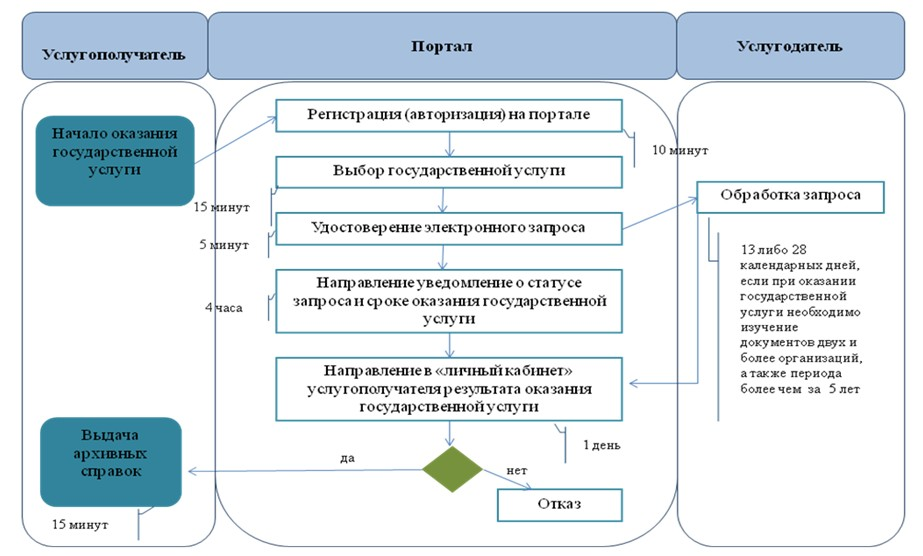 Услугополучатель
Портал
Услугодатель
Начало оказания
государственной
услуги
Регистрация (авторизация) на портале
10 минут
Выбор государственной услуги
15 минут
Удостоверение электронного запроса
5 минут
Обработка запроса
13 либо 28
календарных дней,
если при оказании
государственной
услуги необходимо
изучение
документов двух и
более организаций,
а также периода
более чем за 5 лет
Направление уведомление о статусе
запроса и сроке оказания государственной
услуги
4 часа
Направление в «личный кабинет»
услугополучателя результата оказания
государственной услуги
1 день
да
нет
Выдача
архивных
справок
15 минут
Отказ